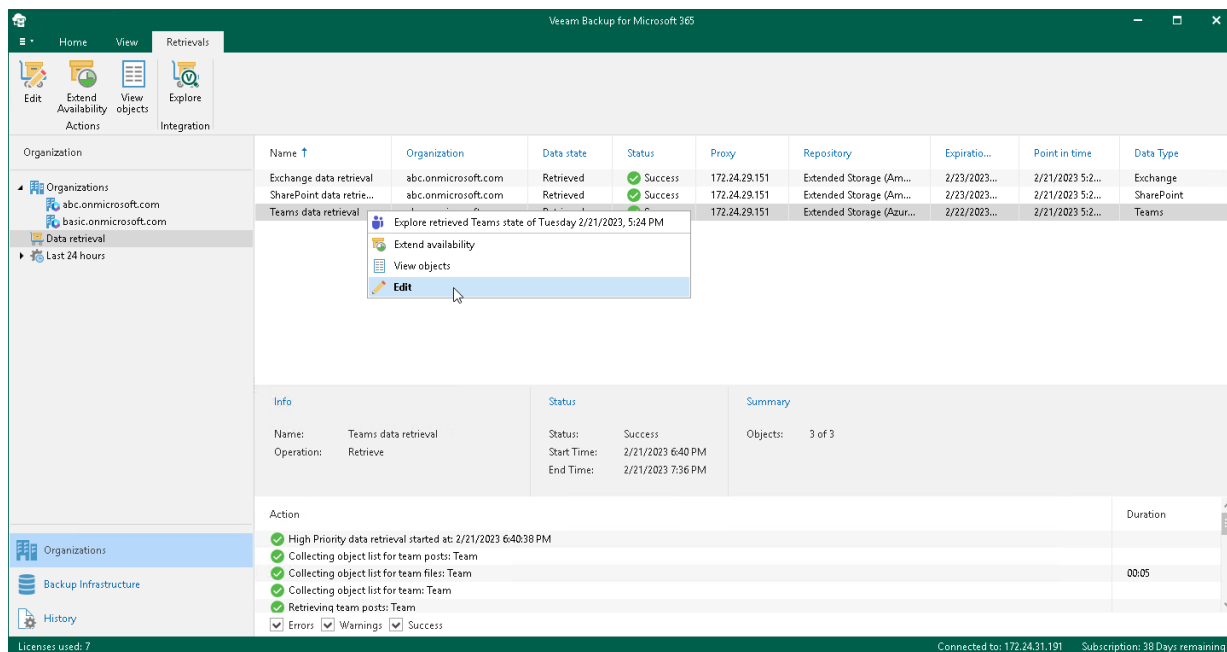 Veeam Backup for Microsoft 365
Home View Retrievals
Edit Extend Availability View objects Explore
Actions Integration
Organization
Organizations
abc.onmicrosoft.com
basic.onmicrosoft.com
Data retrieval
Last 24 hours
Name Organization Data state Status Proxy Repository Expiratio... Point in time Data Type
Exchange data retrieval abc.onmicrosoft.com Retrieved Success 172.24.29.151 Extended Storage (Am... 2/23/2023... 2/21/2023 5:2... Exchange
SharePoint data retrie... abc.onmicrosoft.com Retrieved Success 172.24.29.151 Extended Storage (Am... 2/23/2023... 2/21/2023 5:2... SharePoint
Teams data retrieval 172.24.29.151 Extended Storage (Azur... 2/22/2023... 2/21/2023 5:2... Teams
Explore retrieved Teams state of Tuesday 2/21/2023, 5:24 PM
Extend availability
View objects
Edit
Info Status Summary
Name: Teams data retrieval Status: Success Objects: 3 of 3
Operation: Retrieve Start Time: 2/21/2023 6:40 PM
End Time: 2/21/2023 7:36 PM
Action Duration
High Priority data retrieval started at: 2/21/2023 6:40:38 PM
Collecting object list for team posts: Team
Collecting object list for team files: Team 00:05
Collecting object list for team: Team
Retrieving team posts: Team
Errors Warnings Success
Organizations
Backup Infrastructure
History
Licenses used: 7 Connected to: 172.24.31.191 Subscription: 38 Days remaining